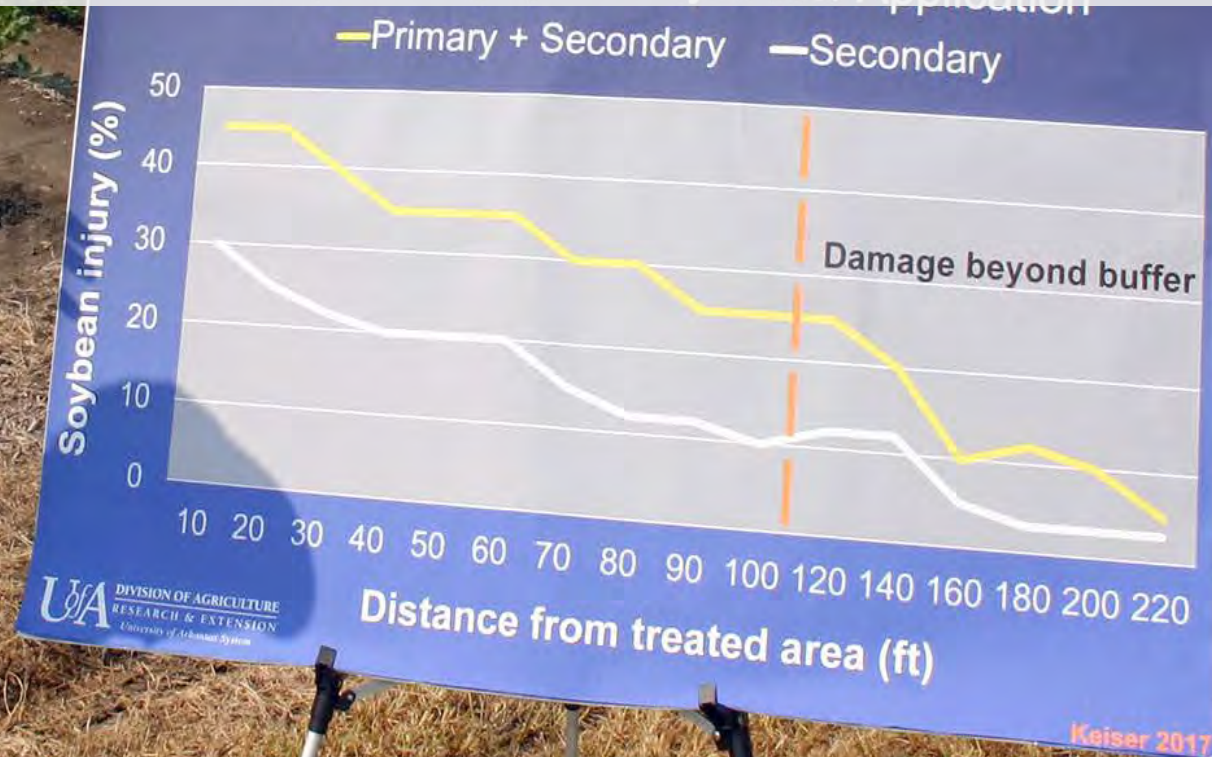 Application
Primary + Secondary Secondary
50
40
30
20
10
0
Soybean injury (%)
Damage beyond buffer
10 20 30 40 50 60 70 80 90 100 120 140 160 180 200 220
Distance from treated area (ft)
UofA
DIVISION OF AGRICULTURE
RESEARCH & EXTENSION
University of Arkansas System
Keiser 2017